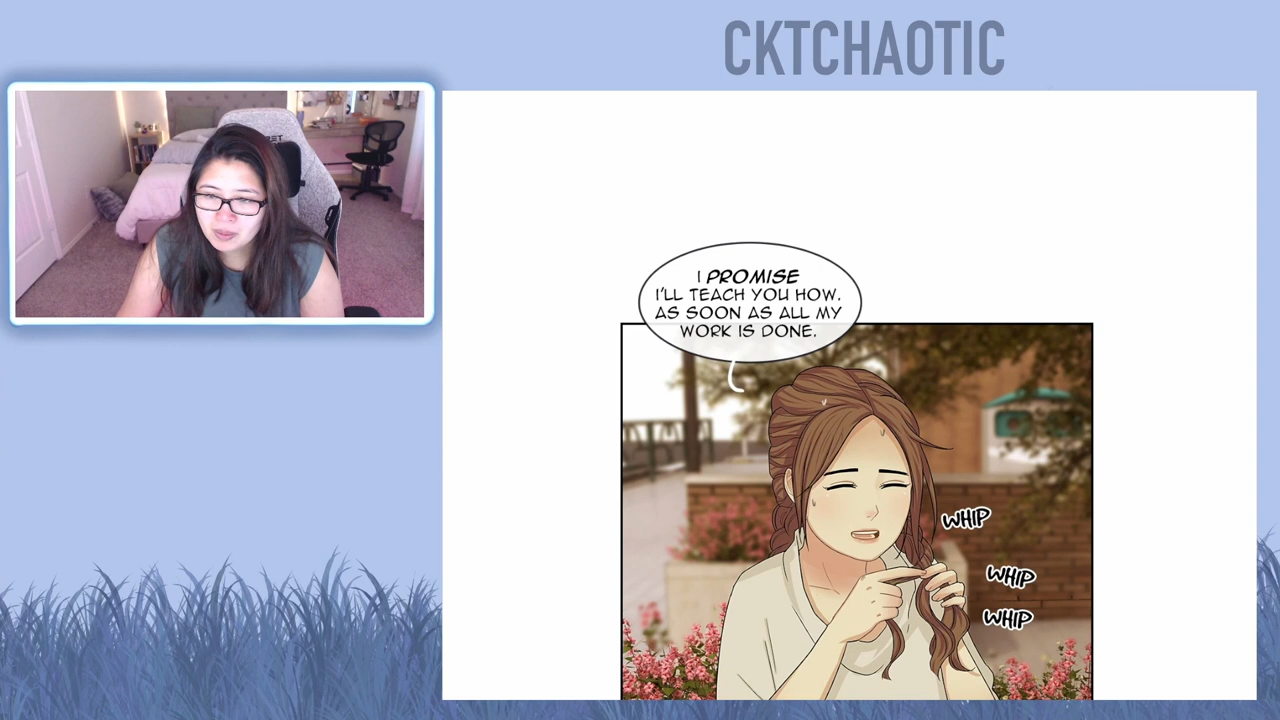 CKTCHAOTIC
I PROMISE
I'LL TEACH YOU HOW.
AS SOON AS ALL MY
WORK IS DONE.
WHIP
WHIP
WHIP